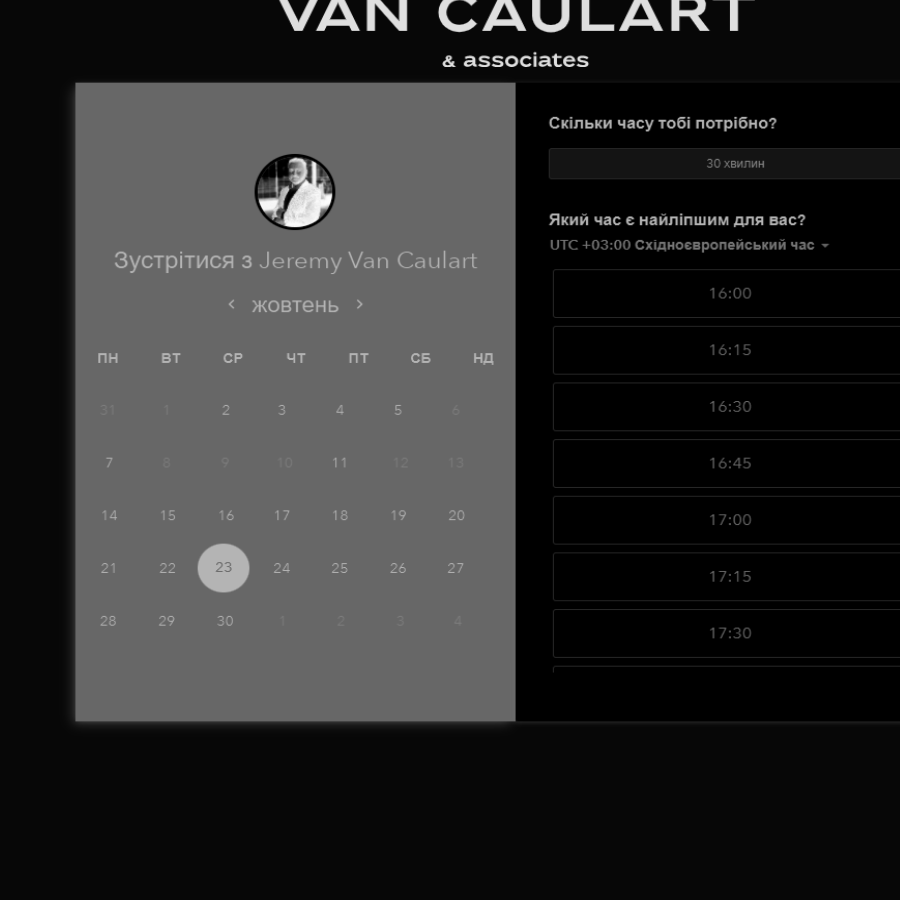 VAN CAULART
& associates
Зустрітися з Jeremy Van Caulart
жовтень
ПН ВТ СР ЧТ ПТ СБ НД
31 1 2 3 4 5 6
7 8 9 10 11 12 13
14 15 16 17 18 19 20
21 22 23 24 25 26 27
28 29 30 1 2 3 4
Скільки часу тобі потрібно?
30 хвилин
Який час є найліпшим для вас?
UTC +03:00 Східноєвропейський час
16:00
16:15
16:30
16:45
17:00
17:15
17:30